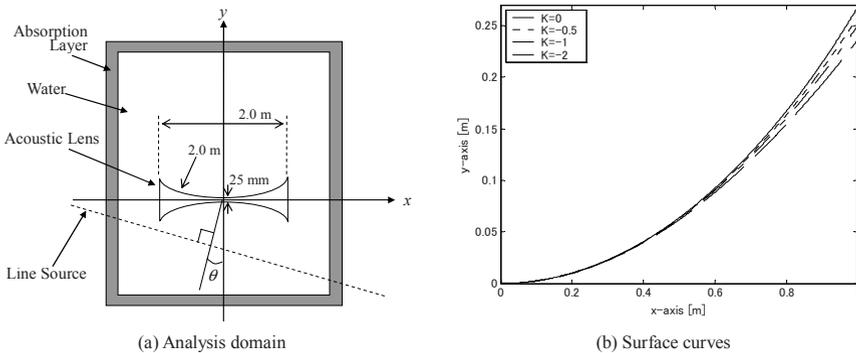 y
Absorption
Layer
Water
2.0 m
Acoustic Lens
2.0 m
25 mm
x
Line Source
θ
(a) Analysis domain
K=0
K=-0.5
K=-1
K=-2
0.25
0.2
0.15
0.1
0.05
0
0
0.2
0.4
0.6
0.8
y-axis [m]
x-axis [m]
(b) Surface curves